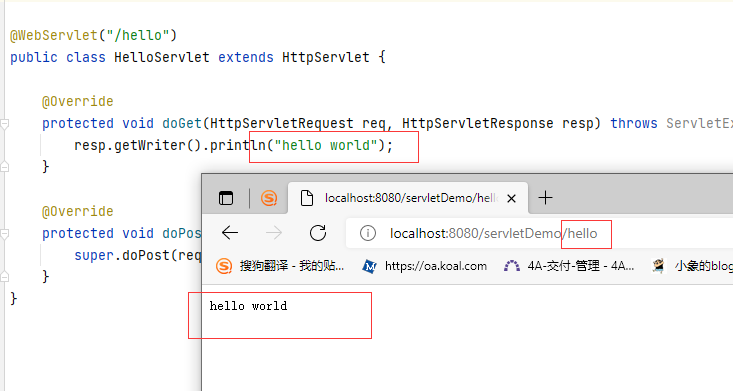 @WebServlet("/hello")
public class HelloServlet extends HttpServlet {
@Override
protected void doGet(HttpServletRequest req, HttpServletResponse resp) throws ServletEx
resp.getWriter().println("hello world");
}
@Override
protected void doPos
super.doPost(req
}
}
localhost:8080/servletDemo/hell
localhost:8080/servletDemo/hello
搜狗翻译 - 我的贴...
https://oa.koal.com
4A-交付-管理 - 4A...
小象的blog
hello world